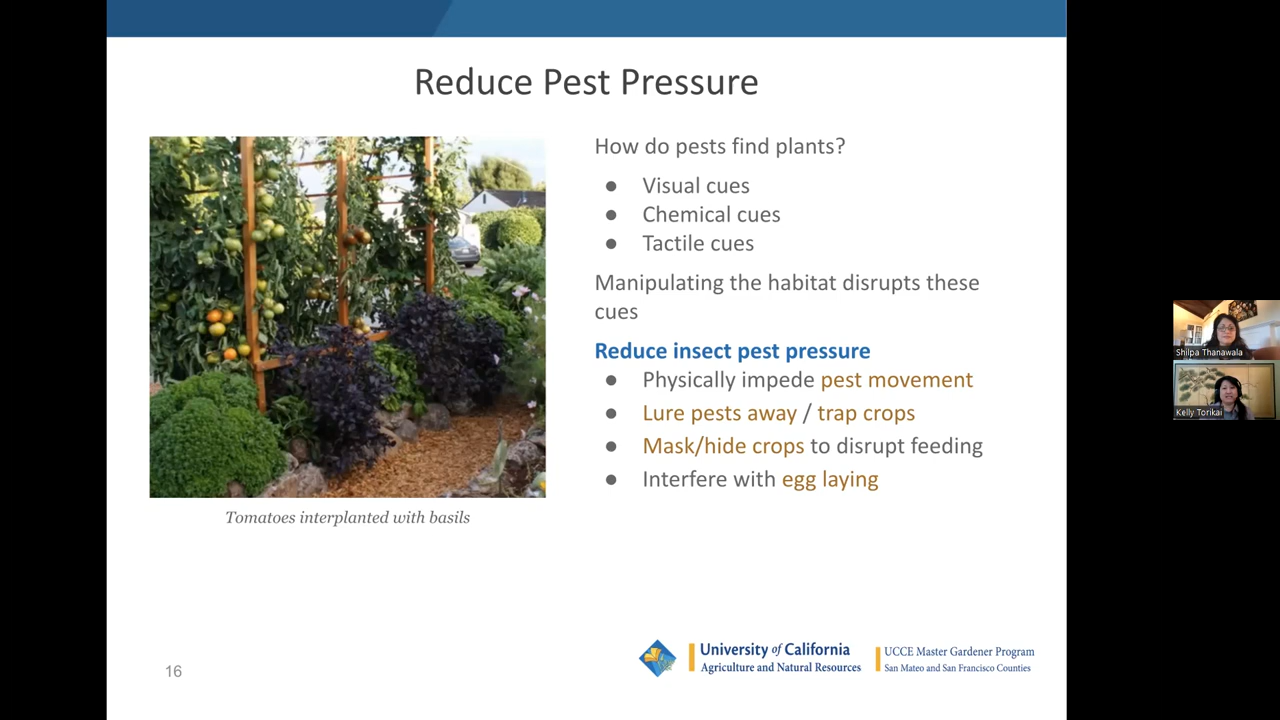 Reduce Pest Pressure
How do pests find plants?
● Visual cues
● Chemical cues
● Tactile cues
Manipulating the habitat disrupts these
cues
Reduce insect pest pressure
● Physically impede pest movement
● Lure pests away / trap crops
● Mask/hide crops to disrupt feeding
● Interfere with egg laying
Tomatoes interplanted with basils
Shilpa Thanawala
Kelly Torikai
16
University of California
Agriculture and Natural Resources
UCCE Master Gardener Program
San Mateo and San Francisco Counties